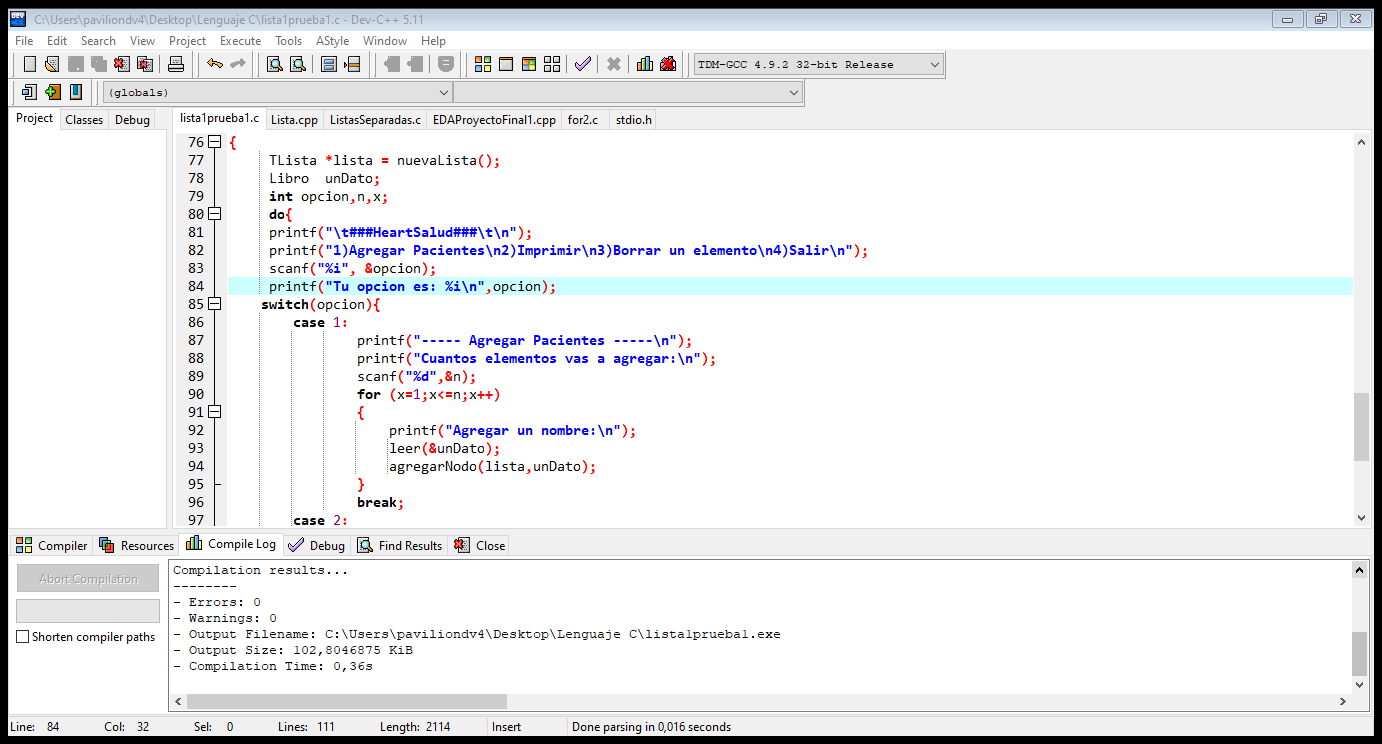 DEV C:\Users\paviliondv4\Desktop\Lenguaje C\lista1prueba1.c - Dev-C++ 5.11
File Edit Search View Project Execute Tools AStyle Window Help
TDM-GCC 4.9.2 32-bit Release
(globals)
Project Classes Debug lista1prueba1.c Lista.cpp ListasSeparadas.c EDAProyectoFinal1.cpp for2.c stdio.h
76 {
77 TLista *lista = nuevaLista();
78 Libro  unDato;
79 int opcion,n,x;
80 do{
81 printf("\t###HeartSalud###\t\n");
82 printf("1)Agregar Pacientes\n2)Imprimir\n3)Borrar un elemento\n4)Salir\n");
83 scanf("%i", &opcion);
84 printf("Tu opcion es: %i\n",opcion);
85 switch(opcion){
86 case 1:
87 printf("----- Agregar Pacientes -----\n");
88 printf("Cuantos elementos vas a agregar:\n");
89 scanf("%d",&n);
90 for (x=1;x<=n;x++)
91 {
92 printf("Agregar un nombre:\n");
93 leer(&unDato);
94 agregarNodo(lista,unDato);
95 }
96 break;
97 case 2:
Compiler Resources Compile Log Debug Find Results Close
Abort Compilation
Shorten compiler paths
Compilation results...
--------
- Errors: 0
- Warnings: 0
- Output Filename: C:\Users\paviliondv4\Desktop\Lenguaje C\lista1prueba1.exe
- Output Size: 102,8046875 KiB
- Compilation Time: 0,36s
Line: 84 Col: 32 Sel: 0 Lines: 111 Length: 2114 Insert Done parsing in 0,016 seconds